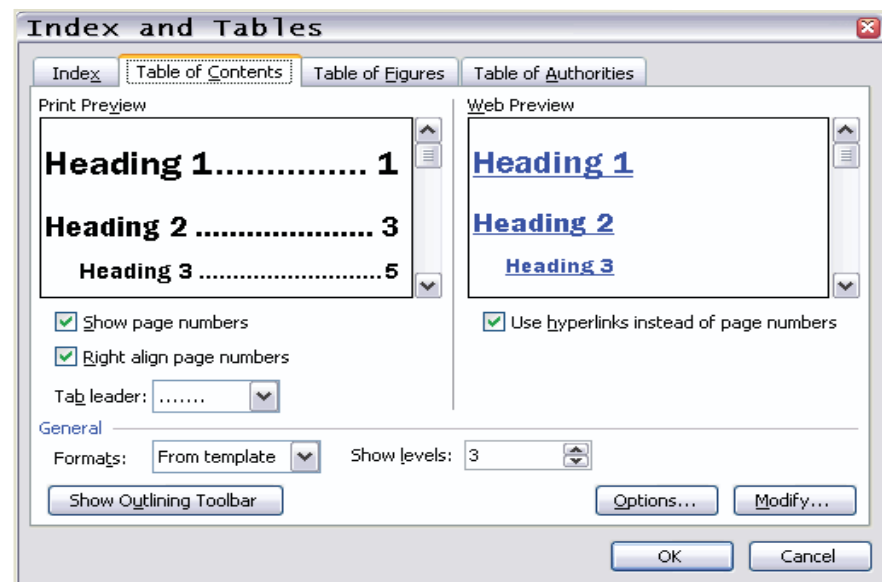 Index and Tables
Index Table of Contents Table of Figures Table of Authorities
Print Preview
Heading 1............... 1
Heading 2 ...................... 3
Heading 3 ............................5
Show page numbers
Right align page numbers
Tab leader: .......
Web Preview
Heading 1
Heading 2
Heading 3
Use hyperlinks instead of page numbers
General
Formats: From template Show levels: 3
Show Outlining Toolbar Options... Modify...
OK Cancel